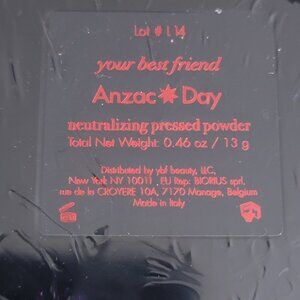 Lot # L14
your best friend
Anzac ✷ Day
neutralizing pressed powder
Total Net Weight: 0.46 oz / 13 g
Distributed by ybf beauty, LLC,
New York NY 10011 , EU Rep: BIORIUS sprl,
rue de la CROYERE 10A, 7170 Manage, Belgium
Made in Italy